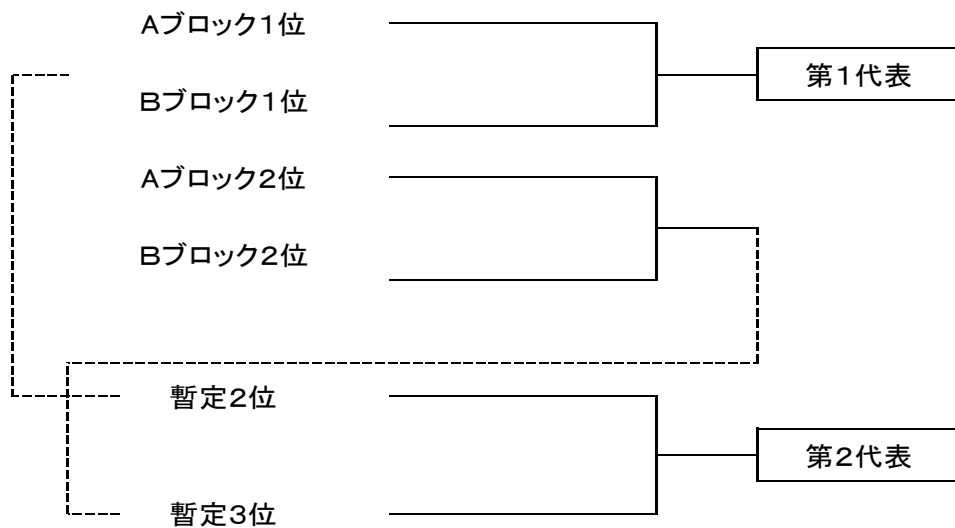 Aブロック1位
第1代表
Bブロック1位
Aブロック2位
Bブロック2位
暫定2位
第2代表
暫定3位